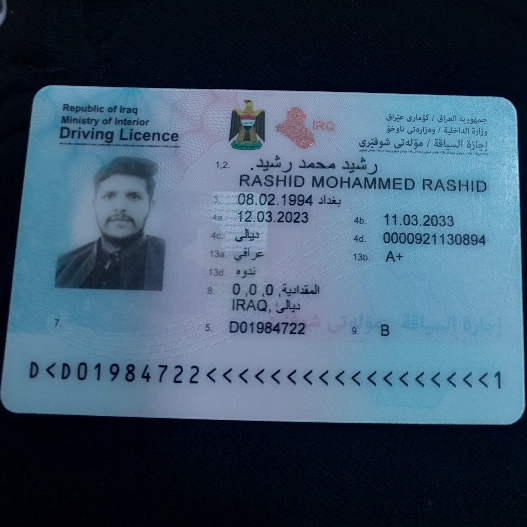 Republic of Iraq
Ministry of Interior
Driving Licence
IRQ
جمهورية العراق / كۆماری عێراق
وزارة الداخلية / وەزارەتی ناوخۆ
إجازة السياقة / مۆڵەتی شوفێری
1,2. رشيد محمد رشيد.
RASHID MOHAMMED RASHID
3. 08.02.1994 بغداد
4a. 12.03.2023 4b. 11.03.2033
4c. ديالى 4d. 0000921130894
13a. عراقي 13b. A+
13d. ندوه
8. المقدادية, 0, 0, 0
ديالى, IRAQ
7. 5. D01984722 9. B
إجازة السياقة مۆڵەتی شوفێری
D<D01984722<<<<<<<<<<<<<<<<<<1